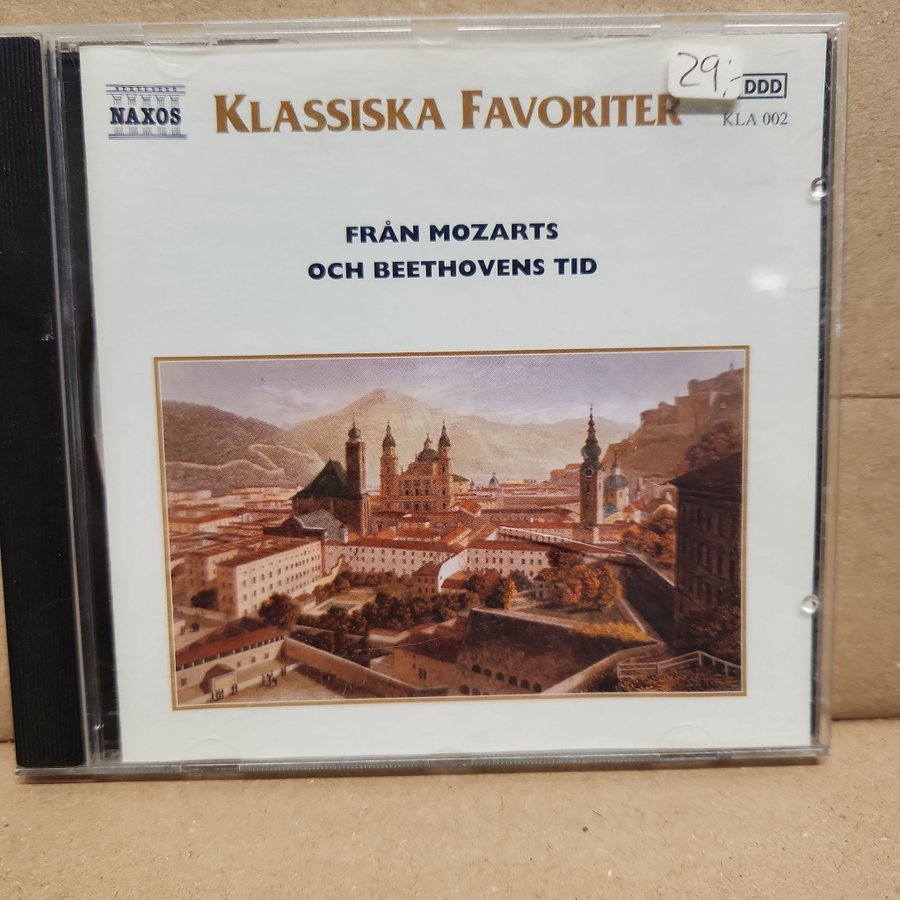 NAXOS
KLASSISKA FAVORITER
29:-
DDD
KLA 002
FRÅN MOZARTS
OCH BEETHOVENS TID